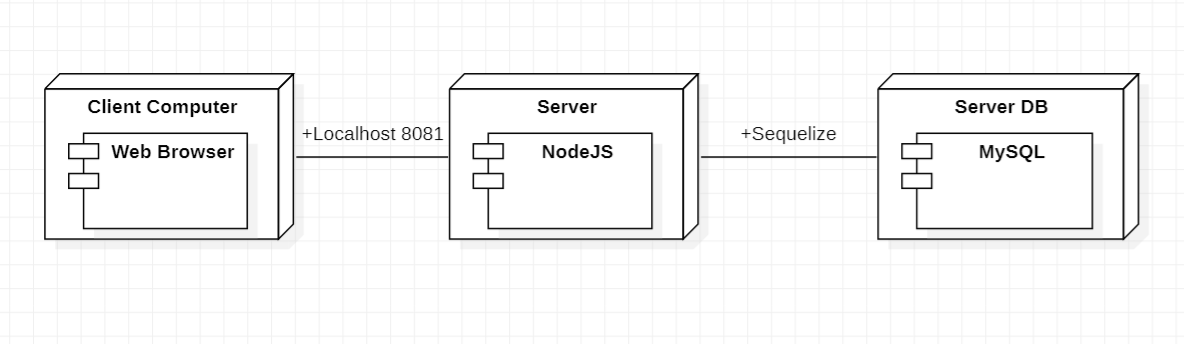 Client Computer
Web Browser
+Localhost 8081
Server
NodeJS
+Sequelize
Server DB
MySQL